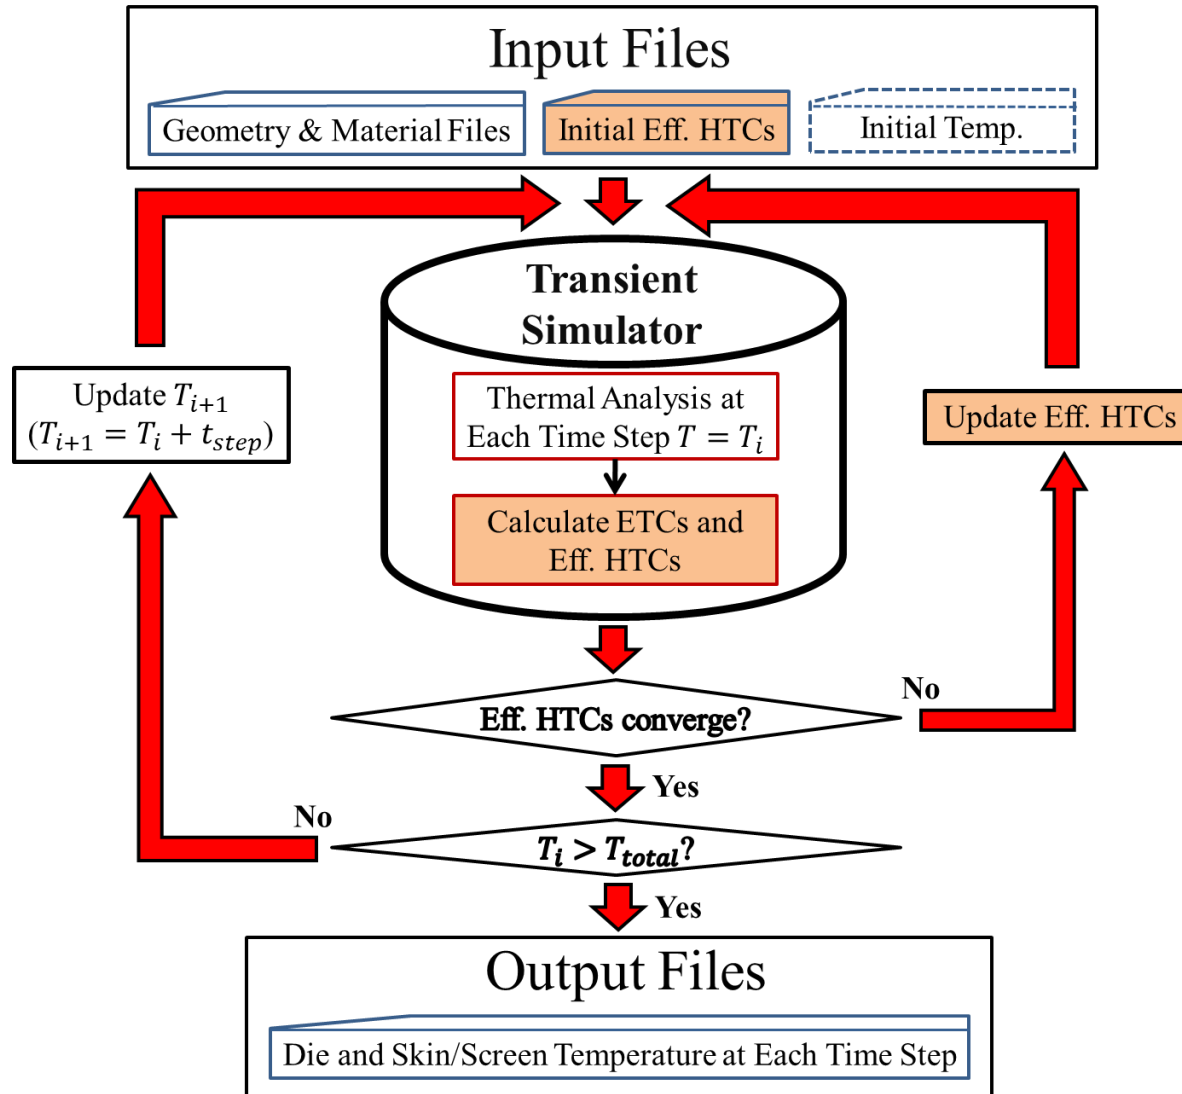 Input Files
Geometry & Material Files
Initial Eff. HTCs
Initial Temp.
Transient
Simulator
Thermal Analysis at
Each Time Step T = T_i
Calculate ETCs and
Eff. HTCs
Update T_{i+1}
(T_{i+1} = T_i + t_{step})
Update Eff. HTCs
Eff. HTCs converge?
No
Yes
No
T_i > T_{total}?
Yes
Output Files
Die and Skin/Screen Temperature at Each Time Step